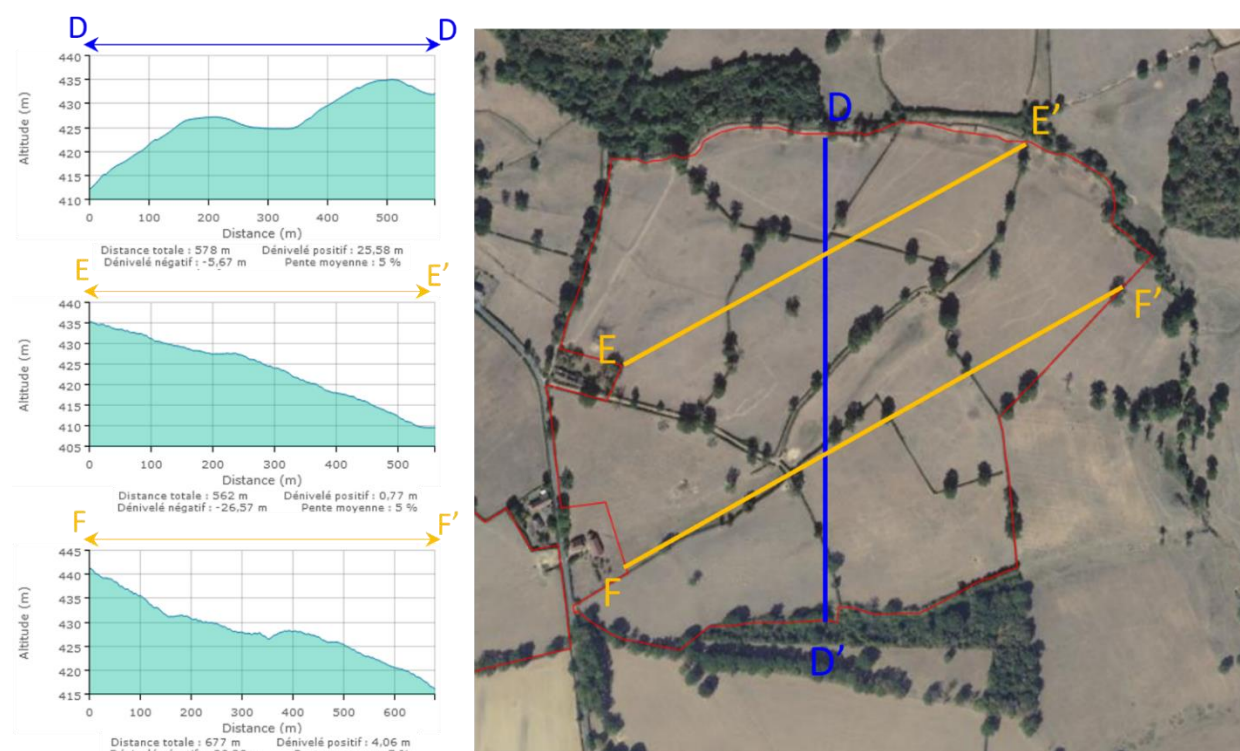 D D
440
435
430
425
420
415
410
Altitude (m)
0 100 200 300 400 500
Distance (m)
Distance totale : 578 m Dénivelé positif : 25,58 m
Dénivelé négatif : -5,67 m Pente moyenne : 5 %
E E'
440
435
430
425
420
415
410
405
Altitude (m)
0 100 200 300 400 500
Distance (m)
Distance totale : 562 m Dénivelé positif : 0,77 m
Dénivelé négatif : -26,57 m Pente moyenne : 5 %
F F'
445
440
435
430
425
420
415
Altitude (m)
0 100 200 300 400 500 600
Distance (m)
Distance totale : 677 m Dénivelé positif : 4,06 m
D
E'
F'
E
F
D'